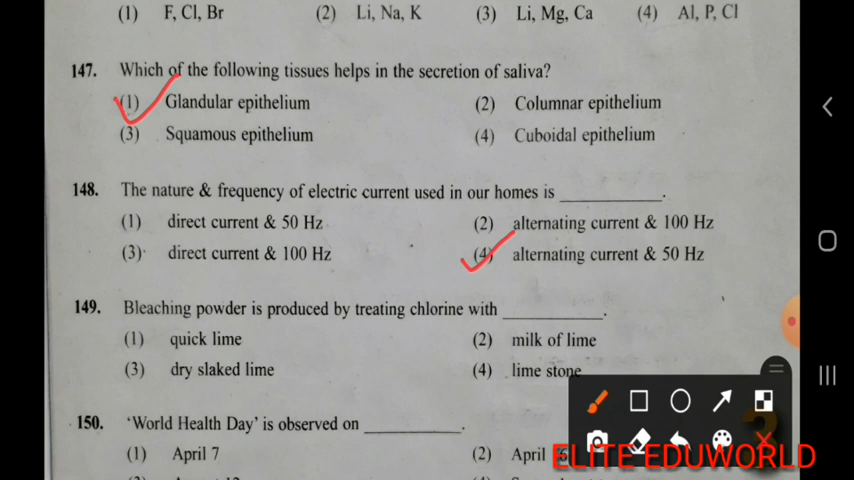 (1) F, Cl, Br (2) Li, Na, K (3) Li, Mg, Ca (4) Al, P, Cl
147. Which of the following tissues helps in the secretion of saliva?
(1) Glandular epithelium (2) Columnar epithelium
(3) Squamous epithelium (4) Cuboidal epithelium
148. The nature & frequency of electric current used in our homes is ___________.
(1) direct current & 50 Hz (2) alternating current & 100 Hz
(3) direct current & 100 Hz (4) alternating current & 50 Hz
149. Bleaching powder is produced by treating chlorine with ___________.
(1) quick lime (2) milk of lime
(3) dry slaked lime (4) lime stone
150. 'World Health Day' is observed on ___________.
(1) April 7 (2) April
ELITE EDUWORLD